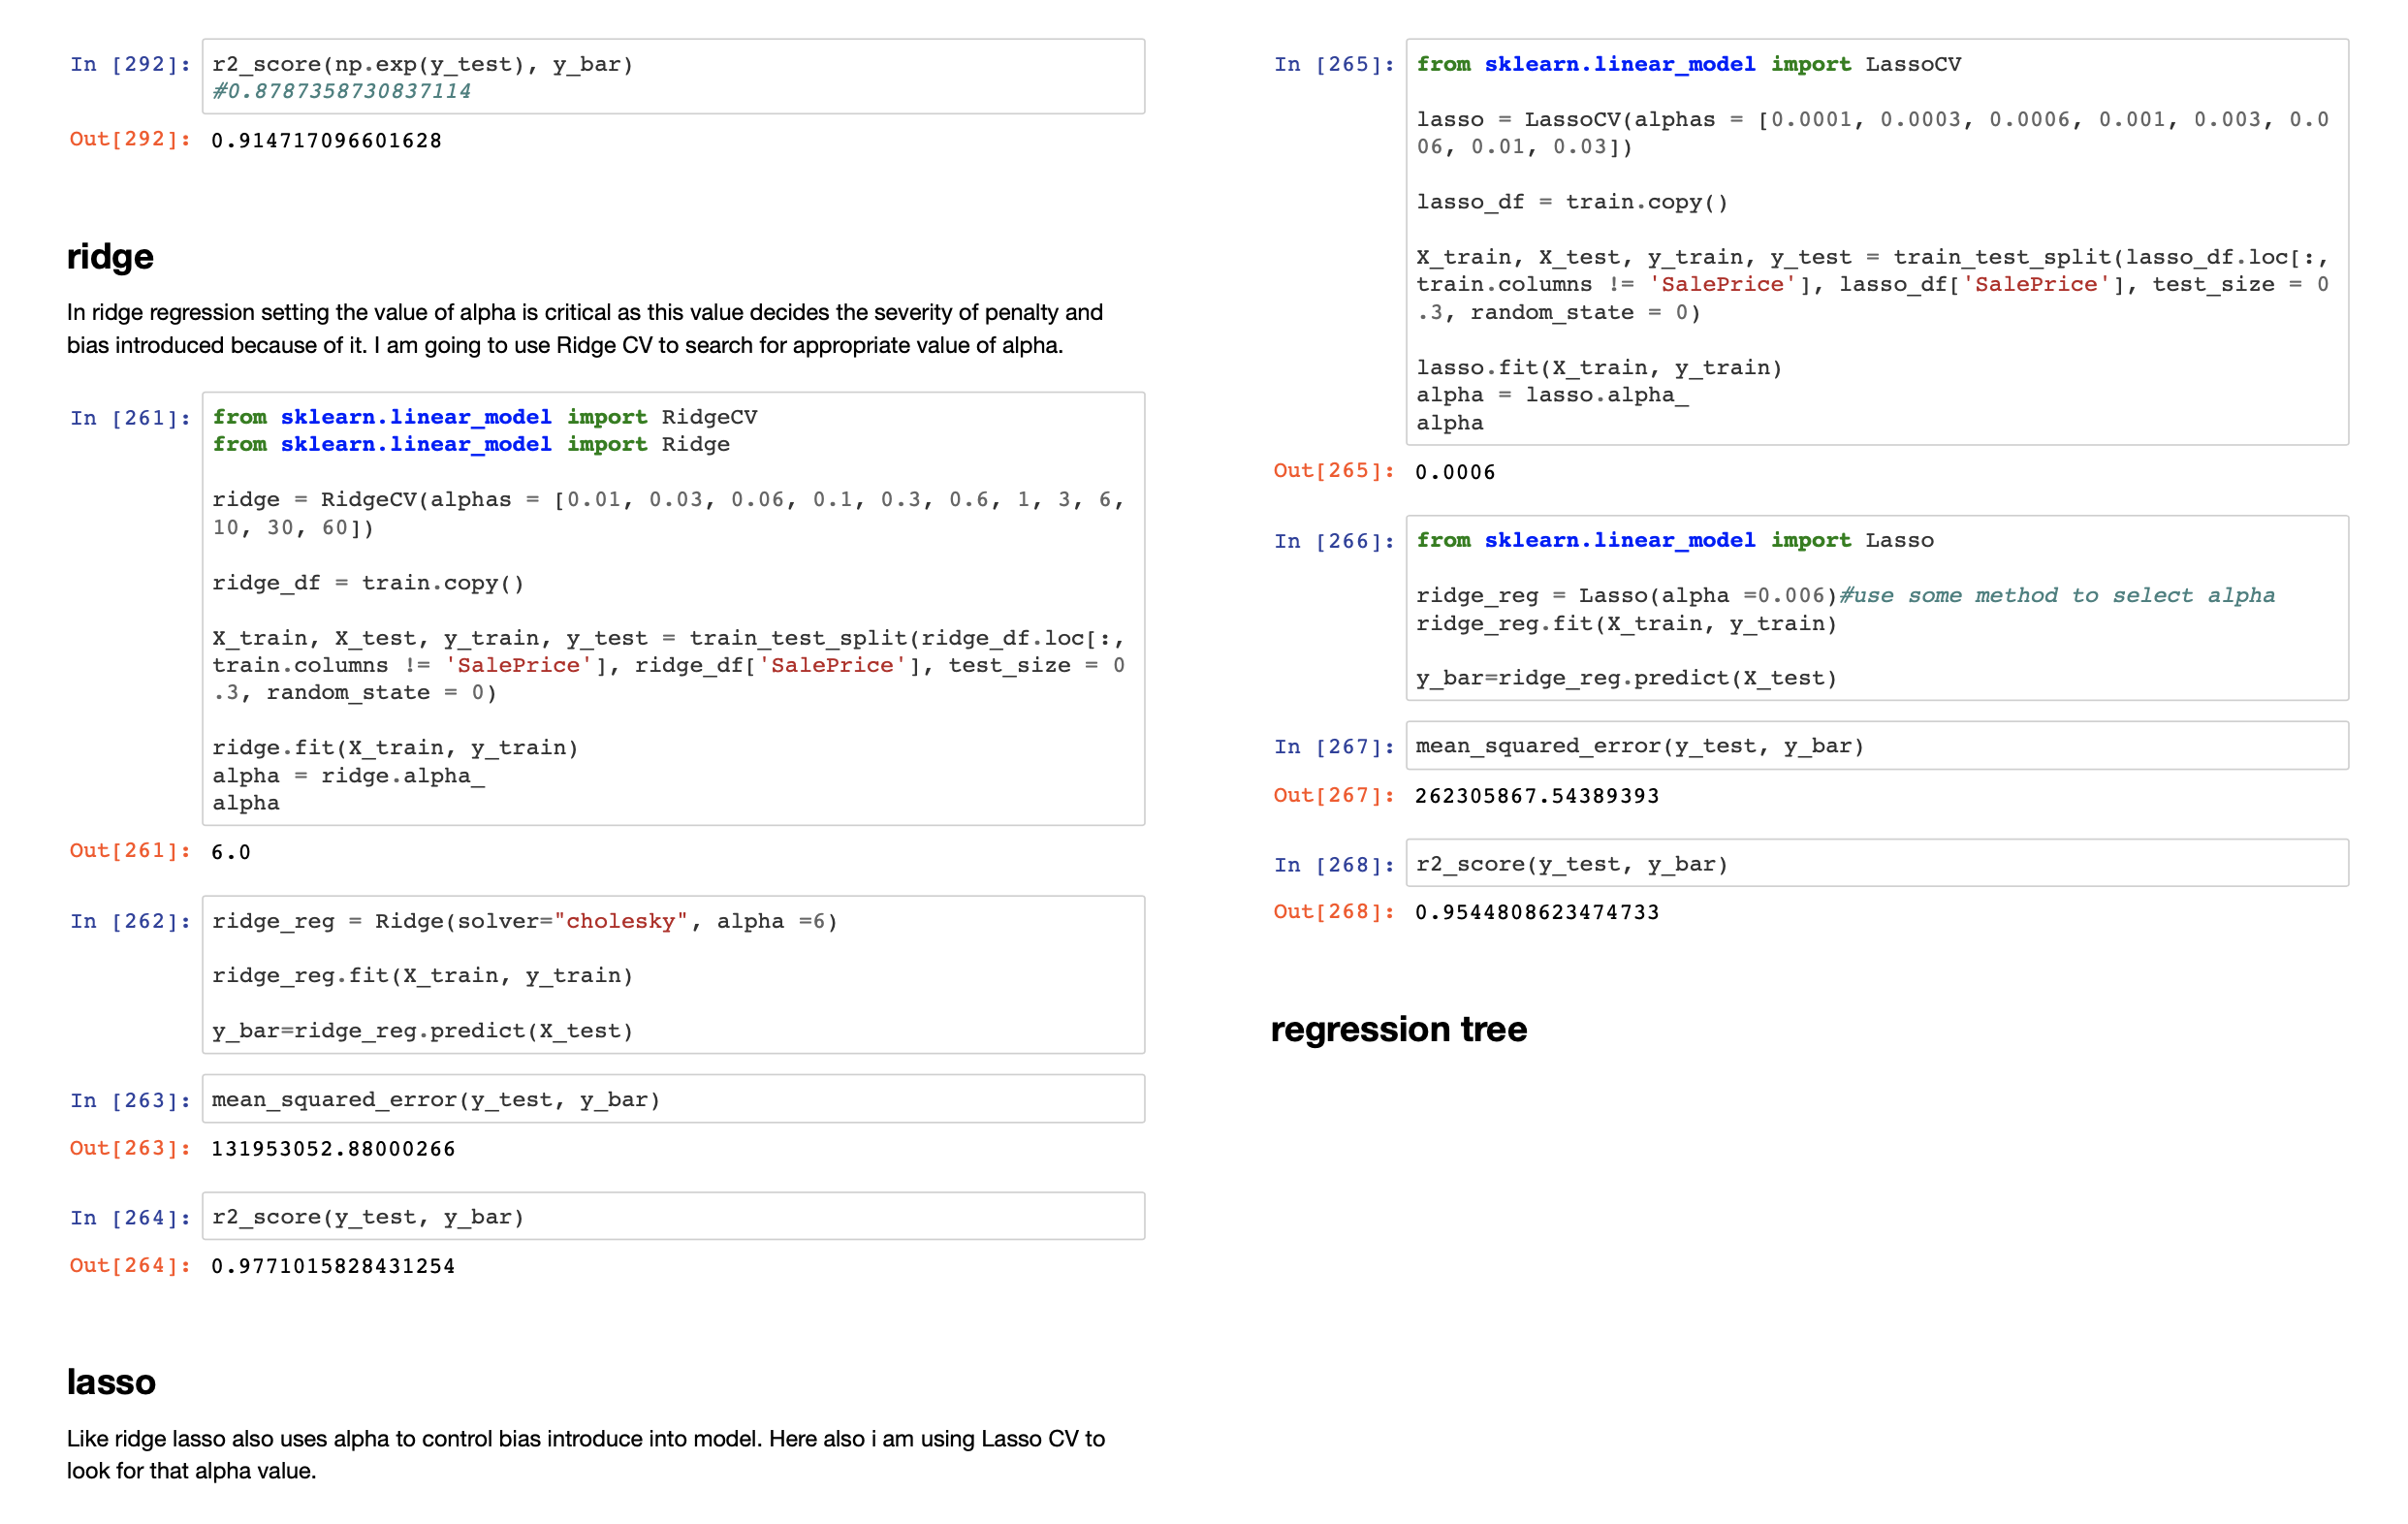 In [292]: r2_score(np.exp(y_test), y_bar)
#0.8787358730837114
Out[292]: 0.914717096601628
ridge
In ridge regression setting the value of alpha is critical as this value decides the severity of penalty and
bias introduced because of it. I am going to use Ridge CV to search for appropriate value of alpha.
In [261]: from sklearn.linear_model import RidgeCV
from sklearn.linear_model import Ridge
ridge = RidgeCV(alphas = [0.01, 0.03, 0.06, 0.1, 0.3, 0.6, 1, 3, 6,
10, 30, 60])
ridge_df = train.copy()
X_train, X_test, y_train, y_test = train_test_split(ridge_df.loc[:,
train.columns != 'SalePrice'], ridge_df['SalePrice'], test_size = 0
.3, random_state = 0)
ridge.fit(X_train, y_train)
alpha = ridge.alpha_
alpha
Out[261]: 6.0
In [262]: ridge_reg = Ridge(solver="cholesky", alpha =6)
ridge_reg.fit(X_train, y_train)
y_bar=ridge_reg.predict(X_test)
In [263]: mean_squared_error(y_test, y_bar)
Out[263]: 131953052.88000266
In [264]: r2_score(y_test, y_bar)
Out[264]: 0.9771015828431254
lasso
Like ridge lasso also uses alpha to control bias introduce into model. Here also i am using Lasso CV to
look for that alpha value.
In [265]: from sklearn.linear_model import LassoCV
lasso = LassoCV(alphas = [0.0001, 0.0003, 0.0006, 0.001, 0.003, 0.0
06, 0.01, 0.03])
lasso_df = train.copy()
X_train, X_test, y_train, y_test = train_test_split(lasso_df.loc[:,
train.columns != 'SalePrice'], lasso_df['SalePrice'], test_size = 0
.3, random_state = 0)
lasso.fit(X_train, y_train)
alpha = lasso.alpha_
alpha
Out[265]: 0.0006
In [266]: from sklearn.linear_model import Lasso
ridge_reg = Lasso(alpha =0.006)#use some method to select alpha
ridge_reg.fit(X_train, y_train)
y_bar=ridge_reg.predict(X_test)
In [267]: mean_squared_error(y_test, y_bar)
Out[267]: 262305867.54389393
In [268]: r2_score(y_test, y_bar)
Out[268]: 0.9544808623474733
regression tree